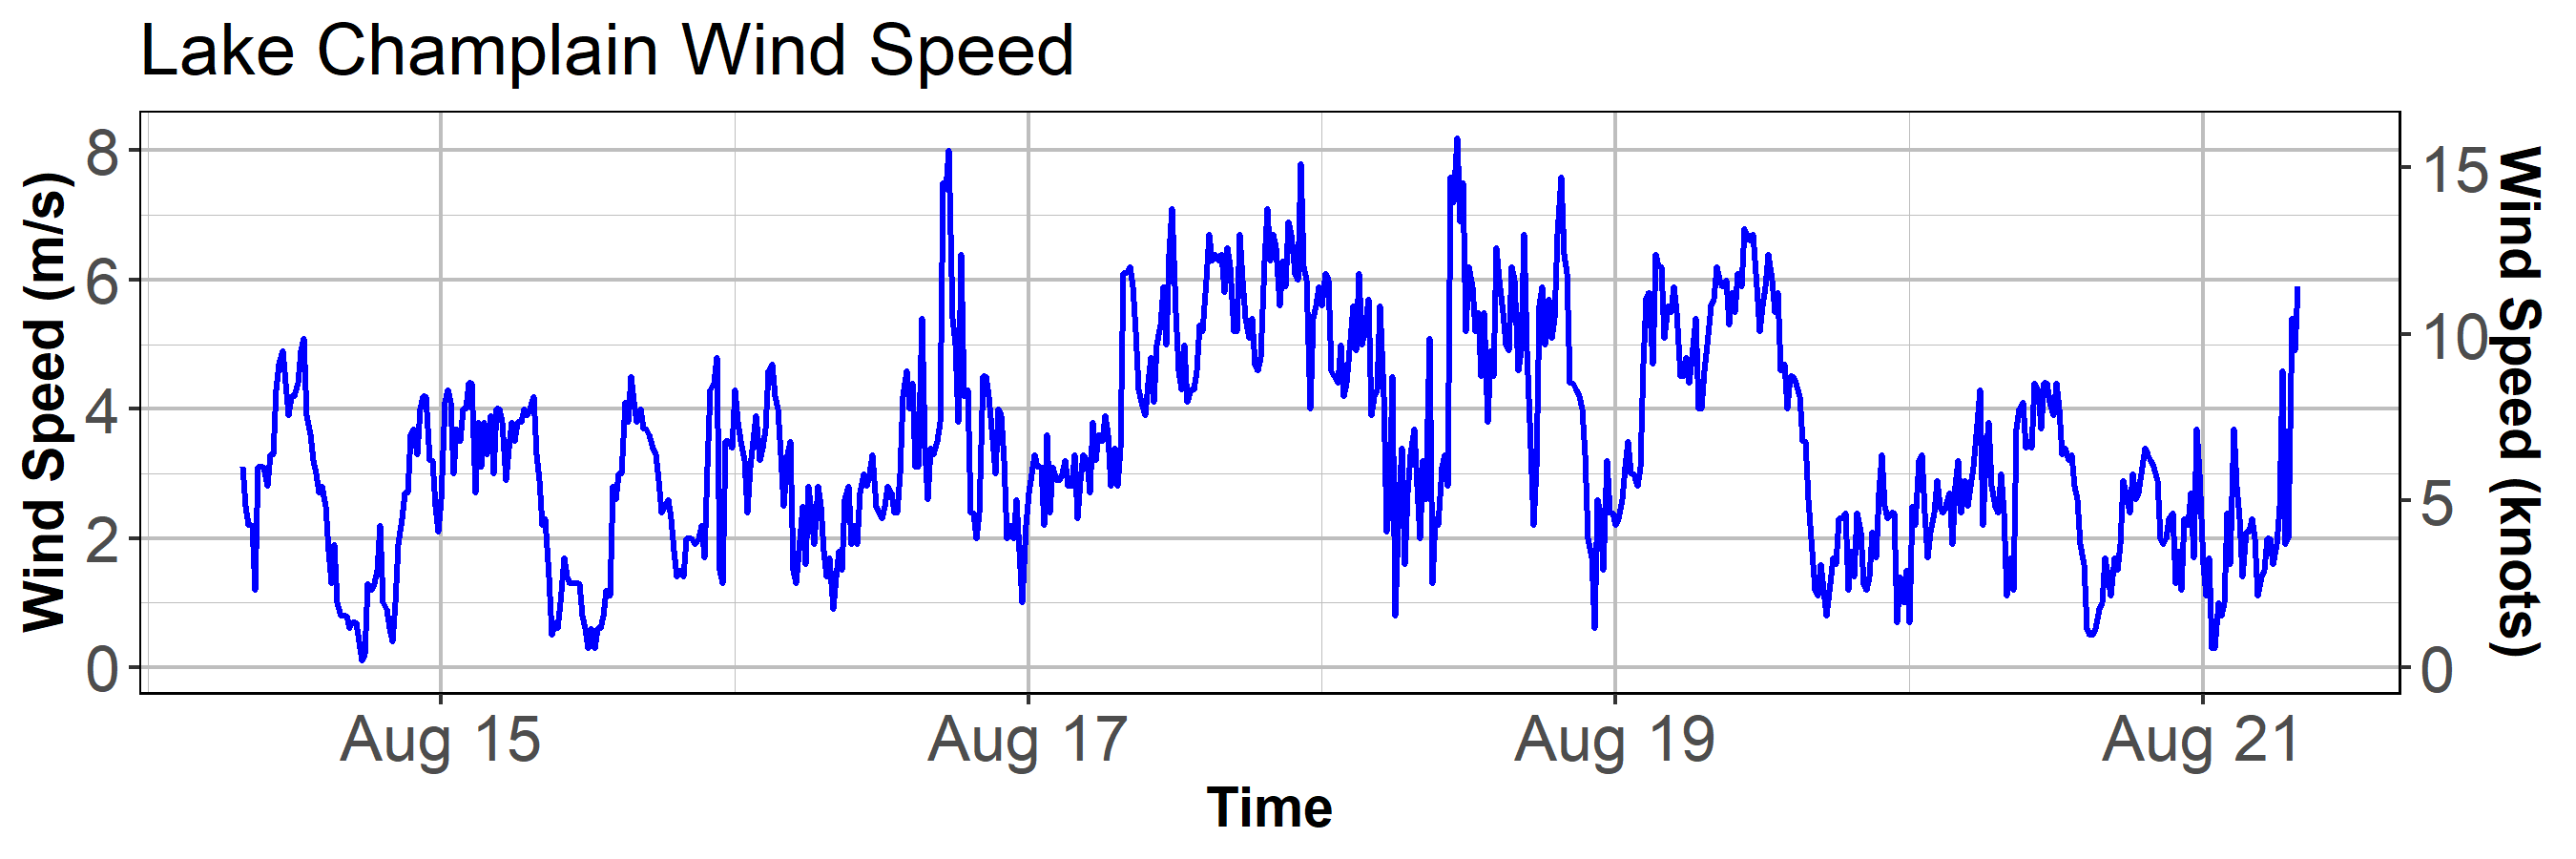 Lake Champlain Wind Speed
Wind Speed (m/s)
8
6
4
2
0
15
10
5
0
Wind Speed (knots)
Aug 15
Aug 17
Aug 19
Aug 21
Time